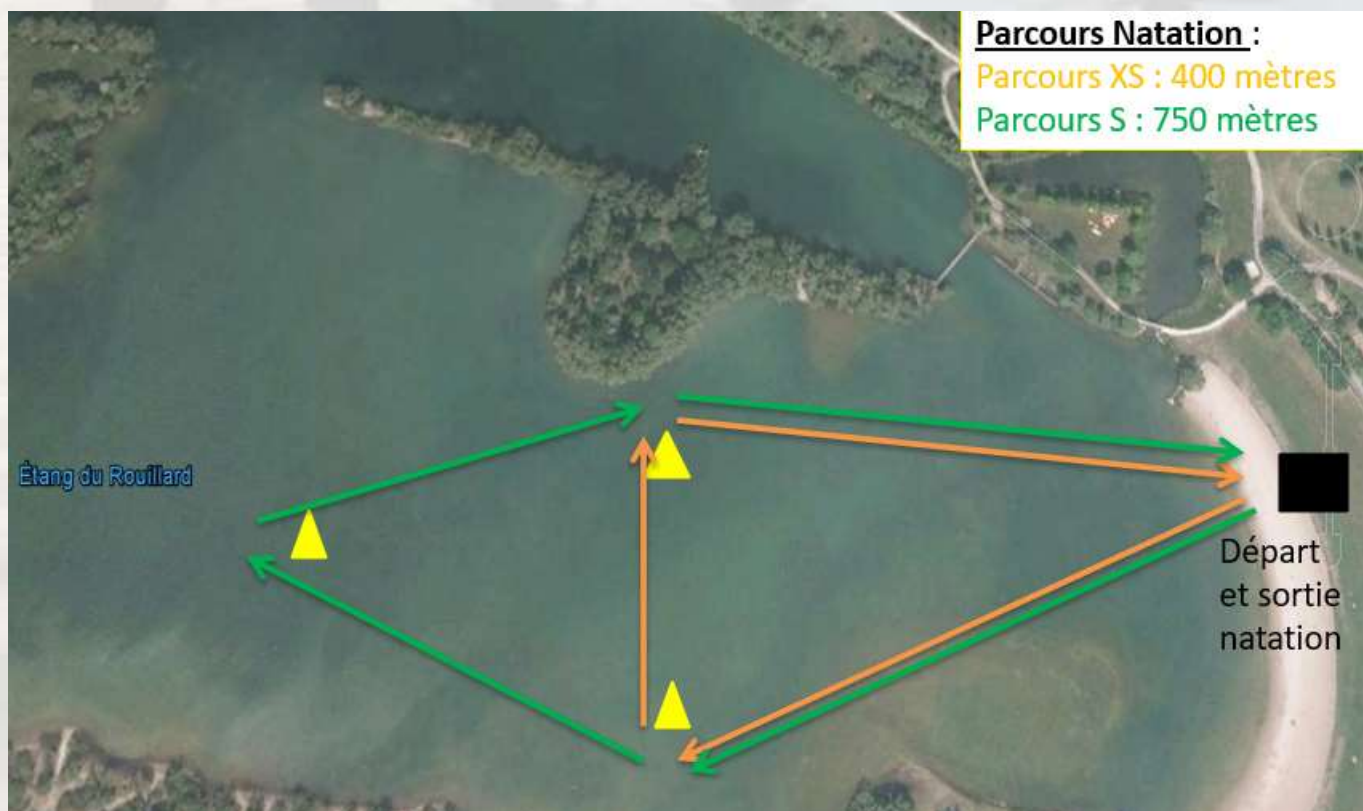 Parcours Natation :
Parcours XS : 400 mètres
Parcours S : 750 mètres
Étang du Rouillard
Départ
et sortie
natation